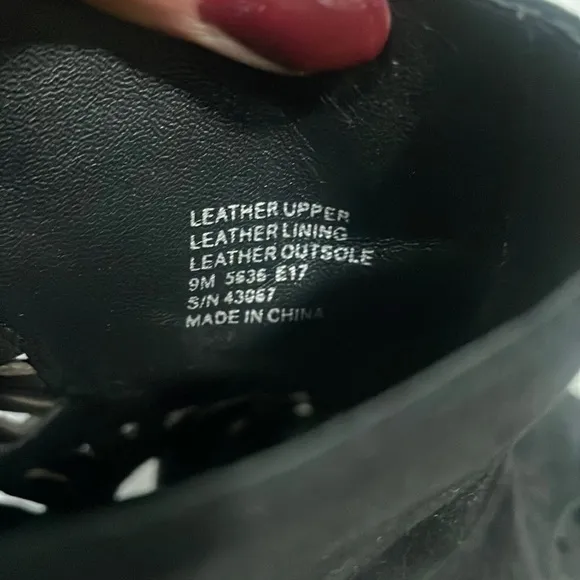 LEATHER UPPER
LEATHER LINING
LEATHER OUTSOLE
9M 5636 E17
S/N 43067
MADE IN CHINA